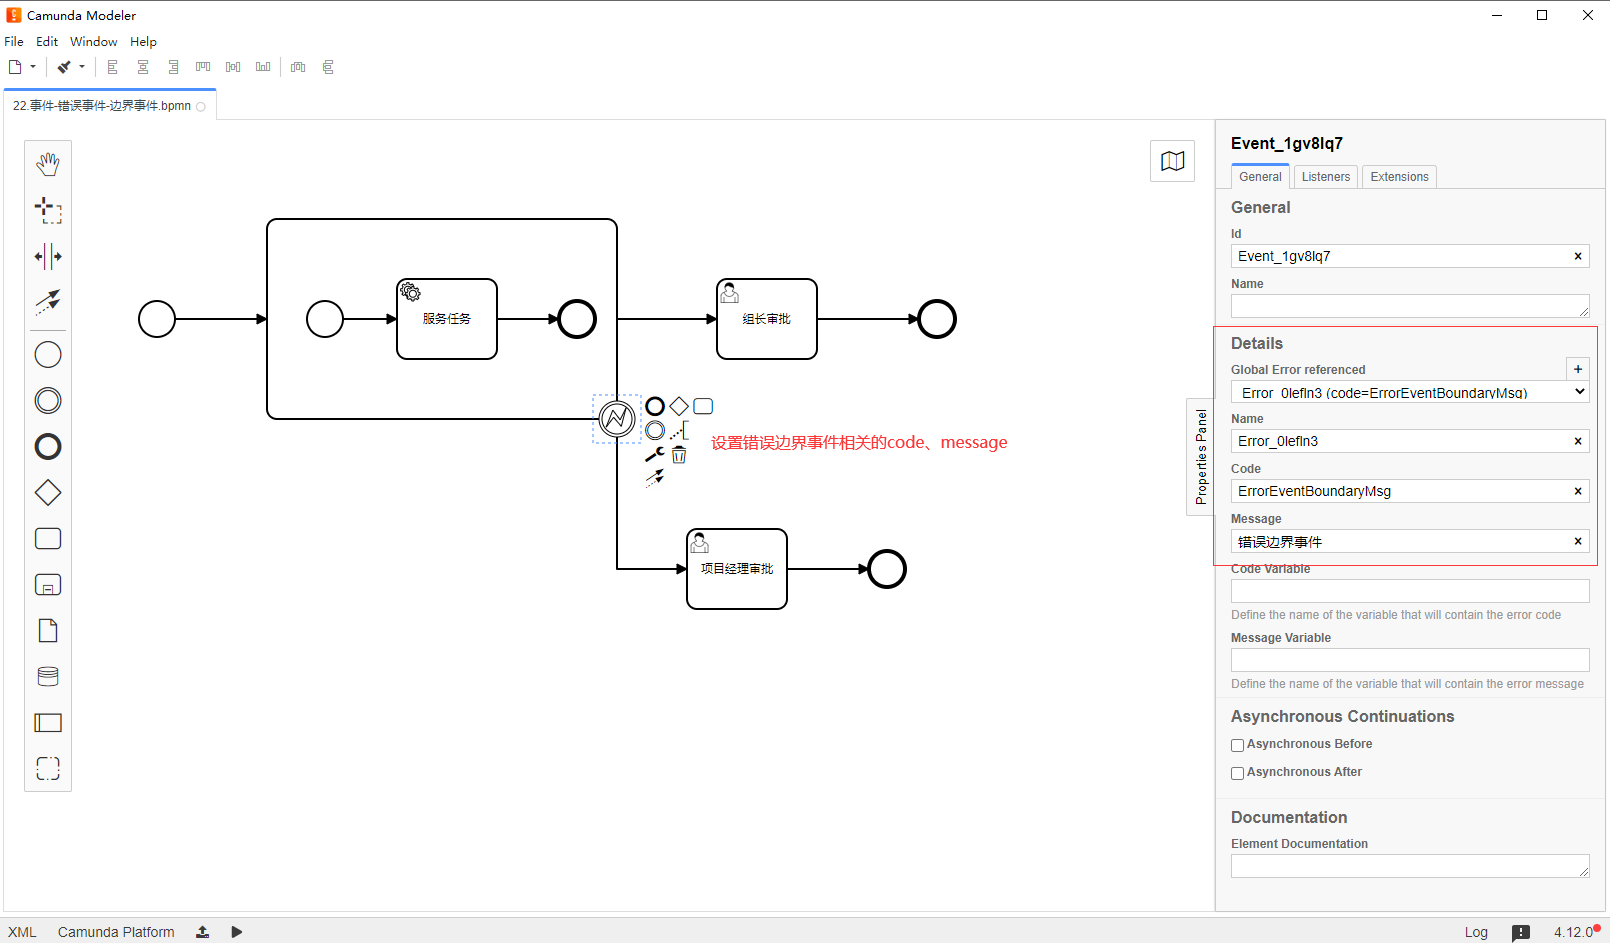 Camunda Modeler
File Edit Window Help
22.事件-错误事件-边界事件.bpmn
服务任务
组长审批
设置错误边界事件相关的code、message
项目经理审批
Properties Panel
Event_1gv8lq7
General Listeners Extensions
General
Id
Event_1gv8lq7
Name
Details
Global Error referenced
+
Error_0lefln3 (code=ErrorEventBoundaryMsg)
Name
Error_0lefln3
Code
ErrorEventBoundaryMsg
Message
错误边界事件
Code Variable
Define the name of the variable that will contain the error code
Message Variable
Define the name of the variable that will contain the error message
Asynchronous Continuations
Asynchronous Before
Asynchronous After
Documentation
Element Documentation
XML Camunda Platform Log 4.12.0